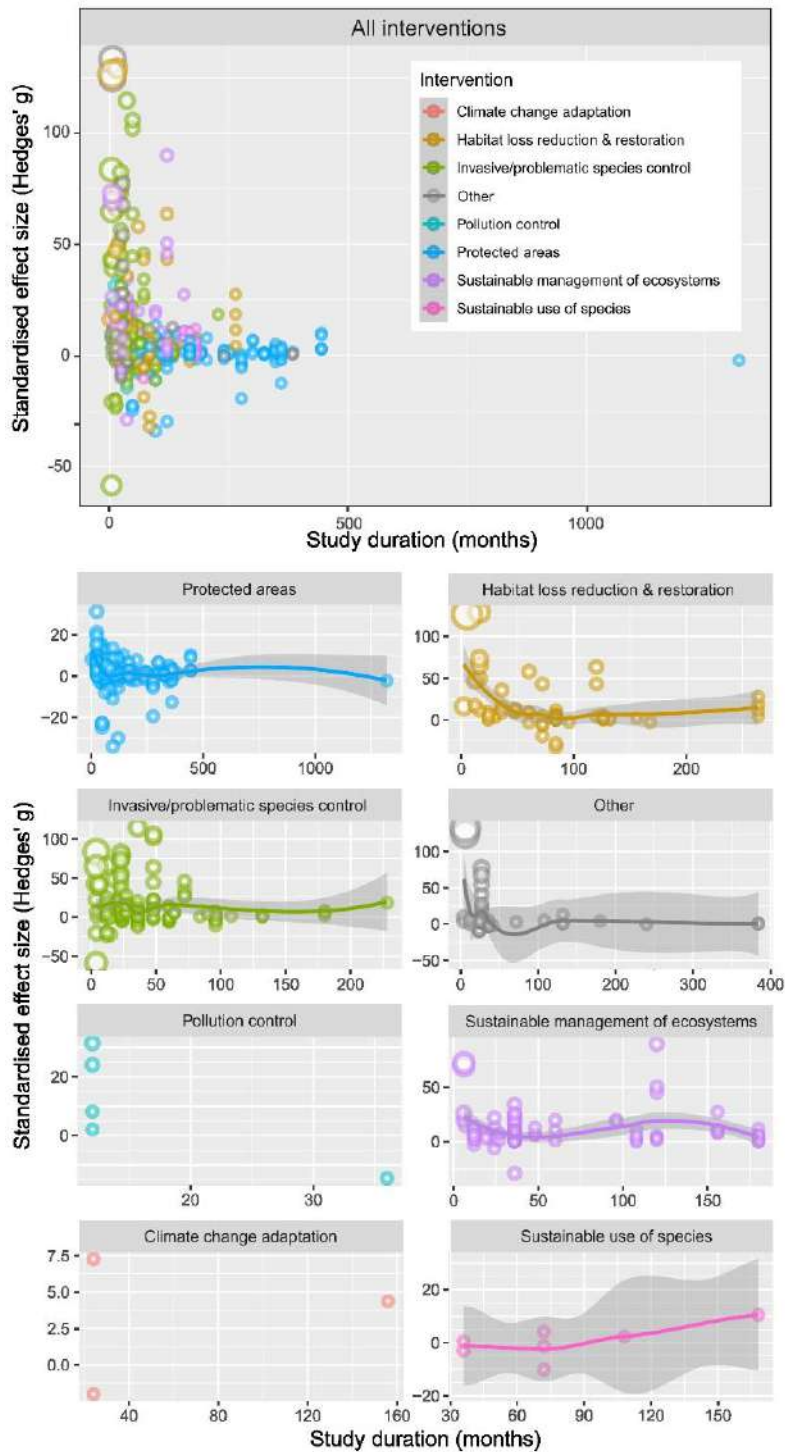 All interventions
Standardised effect size (Hedges' g)
100
50
0
-50
Intervention
Climate change adaptation
Habitat loss reduction & restoration
Invasive/problematic species control
Other
Pollution control
Protected areas
Sustainable management of ecosystems
Sustainable use of species
0 500 1000
Study duration (months)
Protected areas
20
0
−20
0 500 1000
Habitat loss reduction & restoration
100
50
0
0 100 200
Standardised effect size (Hedges' g)
Invasive/problematic species control
100
50
0
−50
0 50 100 150 200
Other
100
50
0
−50
0 100 200 300 400
Pollution control
20
0
20 30
Sustainable management of ecosystems
50
0
0 50 100 150
Climate change adaptation
7.5
5.0
2.5
0.0
40 80 120 160
Sustainable use of species
20
0
−20
30 60 90 120 150
Study duration (months)